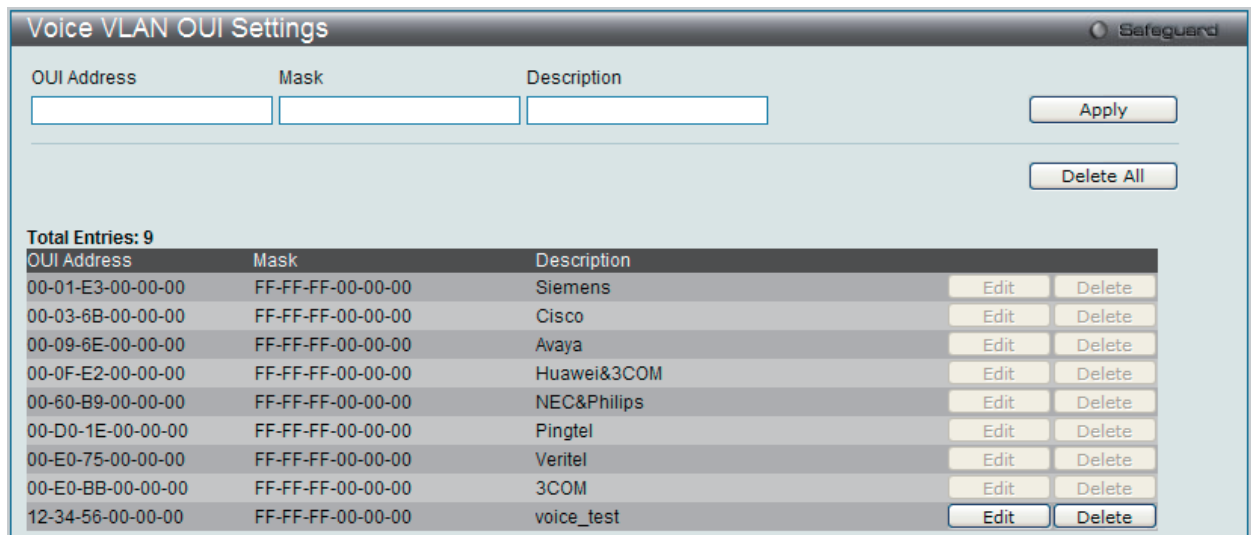 Voice VLAN OUI Settings Safeguard
OUI Address Mask Description
Apply
Delete All
Total Entries: 9
OUI Address Mask Description
00-01-E3-00-00-00 FF-FF-FF-00-00-00 Siemens Edit Delete
00-03-6B-00-00-00 FF-FF-FF-00-00-00 Cisco Edit Delete
00-09-6E-00-00-00 FF-FF-FF-00-00-00 Avaya Edit Delete
00-0F-E2-00-00-00 FF-FF-FF-00-00-00 Huawei&3COM Edit Delete
00-60-B9-00-00-00 FF-FF-FF-00-00-00 NEC&Philips Edit Delete
00-D0-1E-00-00-00 FF-FF-FF-00-00-00 Pingtel Edit Delete
00-E0-75-00-00-00 FF-FF-FF-00-00-00 Veritel Edit Delete
00-E0-BB-00-00-00 FF-FF-FF-00-00-00 3COM Edit Delete
12-34-56-00-00-00 FF-FF-FF-00-00-00 voice_test Edit Delete